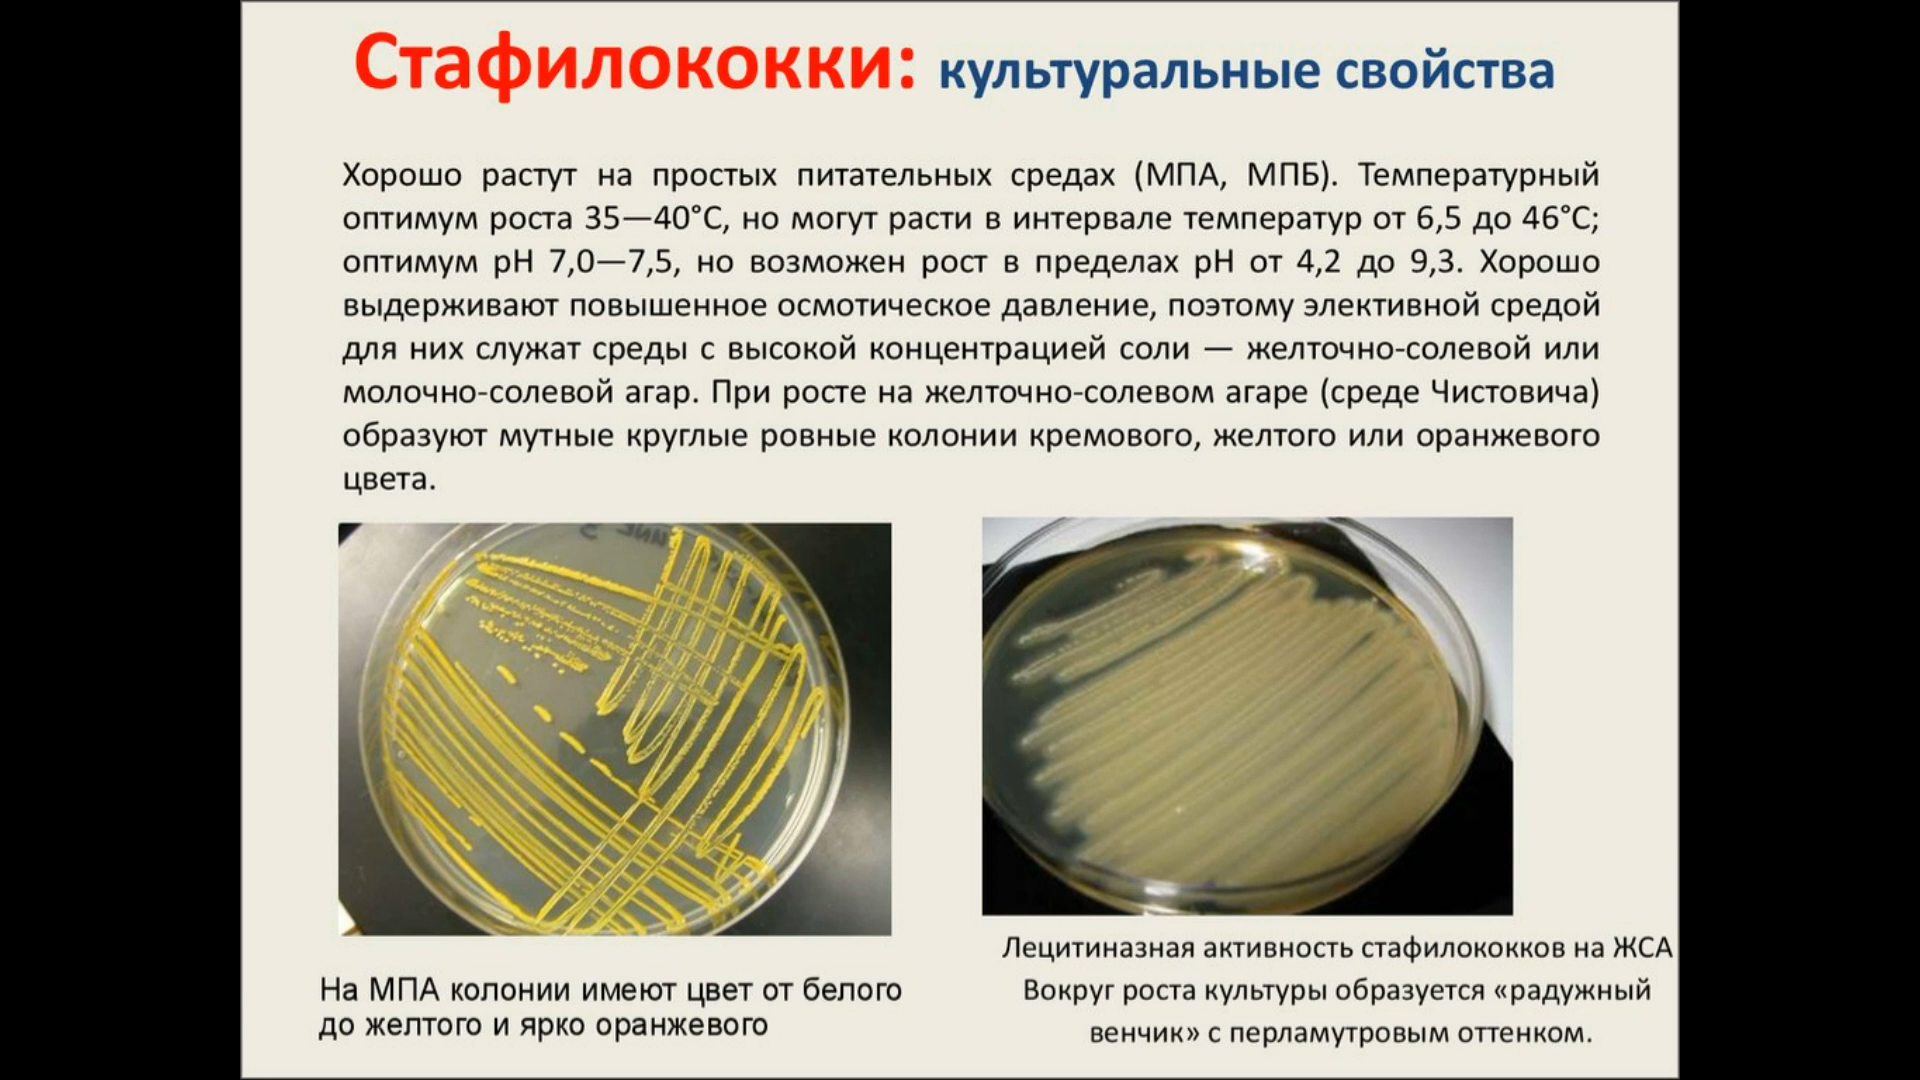 Стафилококки: культуральные свойства
Хорошо растут на простых питательных средах (МПА, МПБ). Температурный
оптимум роста 35—40°С, но могут расти в интервале температур от 6,5 до 46°С;
оптимум рН 7,0—7,5, но возможен рост в пределах рН от 4,2 до 9,3. Хорошо
выдерживают повышенное осмотическое давление, поэтому элективной средой
для них служат среды с высокой концентрацией соли — желточно-солевой или
молочно-солевой агар. При росте на желточно-солевом агаре (среде Чистовича)
образуют мутные круглые ровные колонии кремового, желтого или оранжевого
цвета.
На МПА колонии имеют цвет от белого
до желтого и ярко оранжевого
Лецитиназная активность стафилококков на ЖСА
Вокруг роста культуры образуется «радужный
венчик» с перламутровым оттенком.